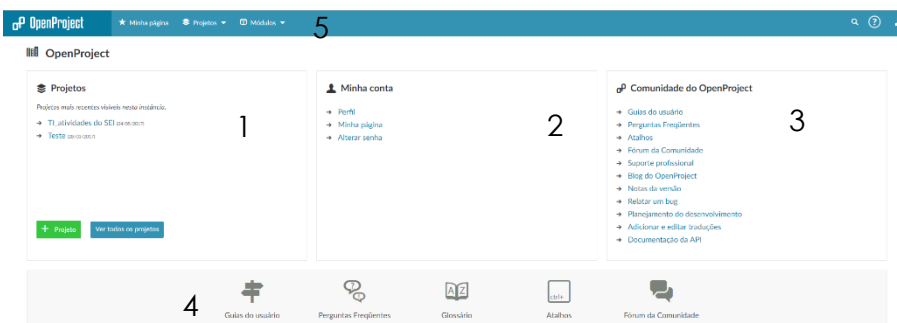 OpenProject Minha página Projetos Módulos 5 ?
OpenProject
Projetos
Projetos mais recentes visíveis nesta instância:
TI_atividades do SEI
Teste
1
+ Projeto Ver todos os projetos
Minha conta
Perfil
Minha página
Alterar senha
2
Comunidade do OpenProject
Guias do usuário
Perguntas Freqüentes
Atalhos
Fórum da Comunidade
Suporte profissional
Blog do OpenProject
Notas da versão
Relatar um bug
Planejamento do desenvolvimento
Adicionar e editar traduções
Documentação da API
3
4
? ? A Z ctrl+
Guias do usuário Perguntas Freqüentes Glossário Atalhos Fórum da Comunidade